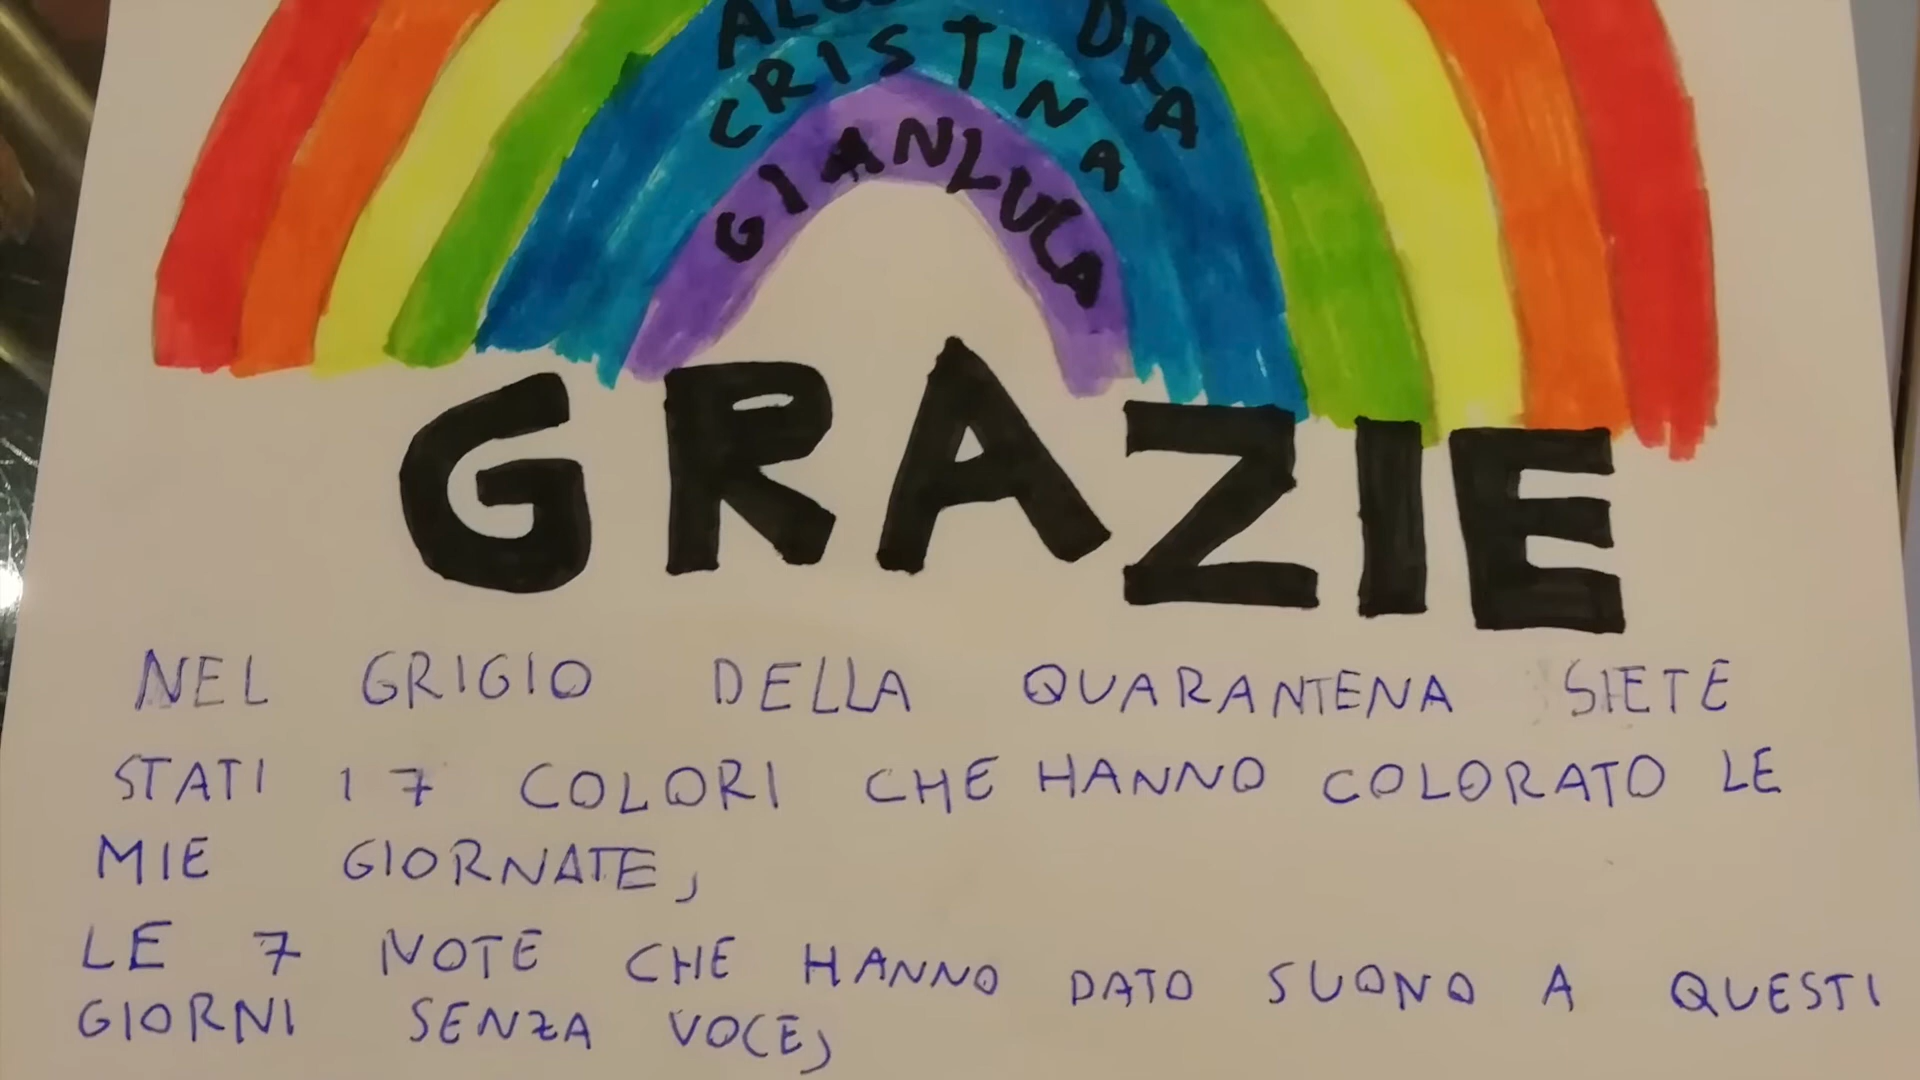 CRISTINA
GIANLUCA
GRAZIE
NEL GRIGIO DELLA QUARANTENA SIETE
STATI I 7 COLORI CHE HANNO COLORATO LE
MIE GIORNATE,
LE 7 NOTE CHE HANNO DATO SUONO A QUESTI
GIORNI SENZA VOCE,